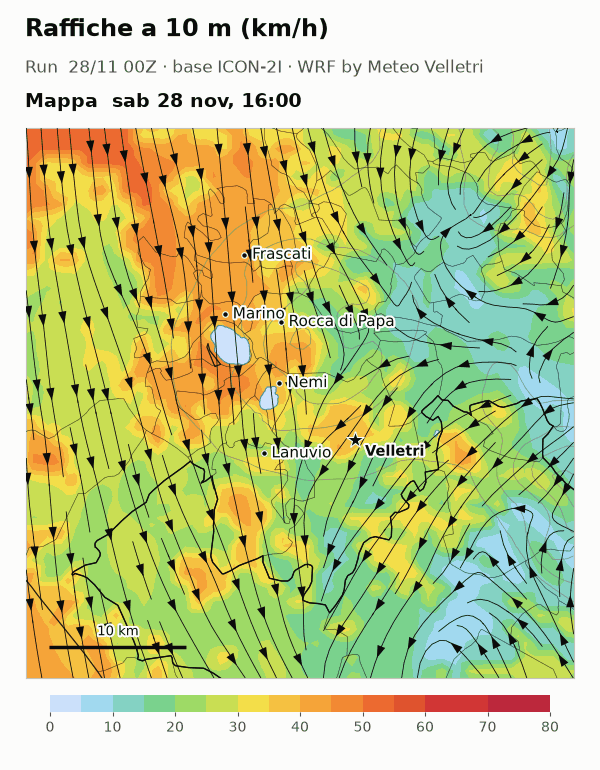 Raffiche a 10 m (km/h)
Run  28/11 00Z · base ICON-2I · WRF by Meteo Velletri
Mappa  sab 28 nov, 16:00
Frascati
Marino
Rocca di Papa
Nemi
Velletri
Lanuvio
10 km
0 10 20 30 40 50 60 70 80